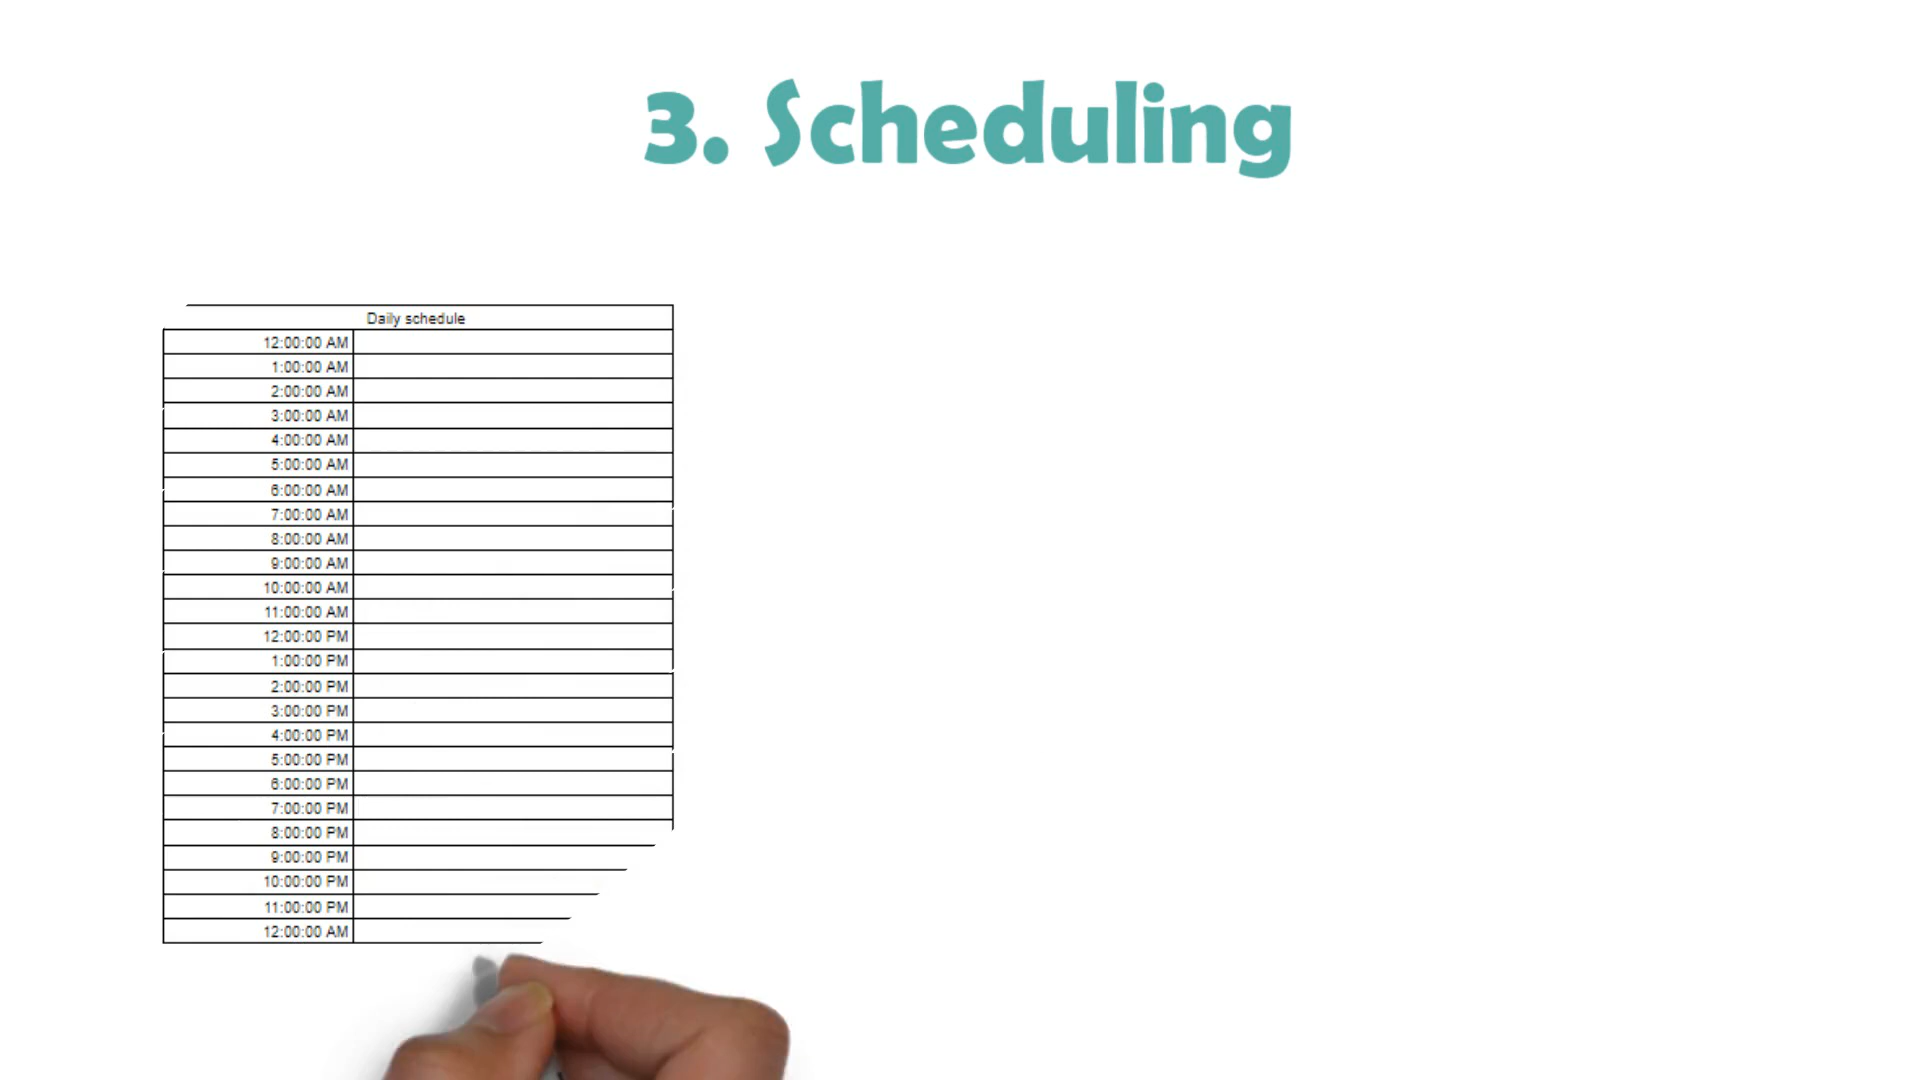 3. Scheduling
Daily schedule
12:00:00 AM
1:00:00 AM
2:00:00 AM
3:00:00 AM
4:00:00 AM
5:00:00 AM
6:00:00 AM
7:00:00 AM
8:00:00 AM
9:00:00 AM
10:00:00 AM
11:00:00 AM
12:00:00 PM
1:00:00 PM
2:00:00 PM
3:00:00 PM
4:00:00 PM
5:00:00 PM
6:00:00 PM
7:00:00 PM
8:00:00 PM
9:00:00 PM
10:00:00 PM
11:00:00 PM
12:00:00 AM